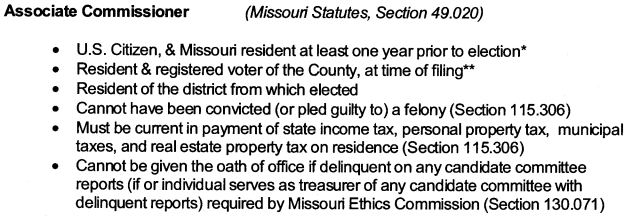 Associate Commissioner (Missouri Statutes, Section 49.020)
• U.S. Citizen, & Missouri resident at least one year prior to election*
• Resident & registered voter of the County, at time of filing**
• Resident of the district from which elected
• Cannot have been convicted (or pled guilty to) a felony (Section 115.306)
• Must be current in payment of state income tax, personal property tax, municipal
taxes, and real estate property tax on residence (Section 115.306)
• Cannot be given the oath of office if delinquent on any candidate committee
reports (if or individual serves as treasurer of any candidate committee with
delinquent reports) required by Missouri Ethics Commission (Section 130.071)